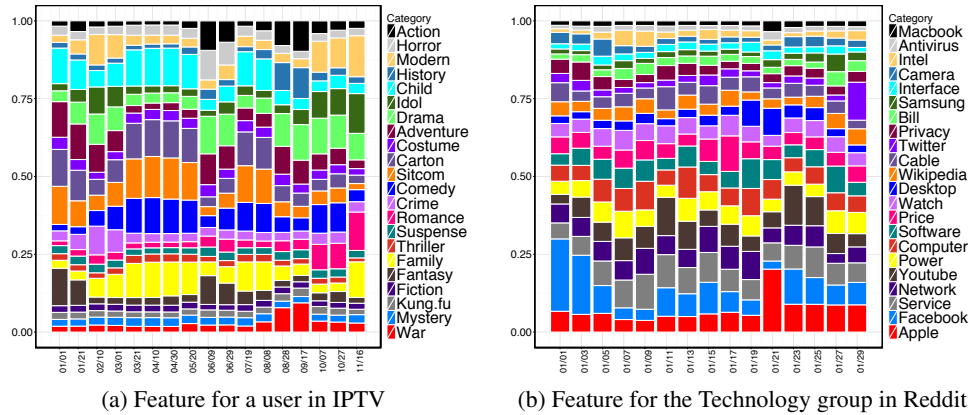 1.00
0.75
0.50
0.25
0.00
01/01 01/21 02/10 03/01 03/21 04/10 04/30 05/20 06/09 06/29 07/19 08/08 08/28 09/17 10/07 10/27 11/16
Category
Action
Horror
Modern
History
Child
Idol
Drama
Adventure
Costume
Carton
Sitcom
Comedy
Crime
Romance
Suspense
Thriller
Family
Fantasy
Fiction
Kung.fu
Mystery
War
(a) Feature for a user in IPTV
1.00
0.75
0.50
0.25
0.00
01/01 01/03 01/05 01/07 01/09 01/11 01/13 01/15 01/17 01/19 01/21 01/23 01/25 01/27 01/29
Category
Macbook
Antivirus
Intel
Camera
Interface
Samsung
Bill
Privacy
Twitter
Cable
Wikipedia
Desktop
Watch
Price
Software
Computer
Power
Youtube
Network
Service
Facebook
Apple
(b) Feature for the Technology group in Reddit